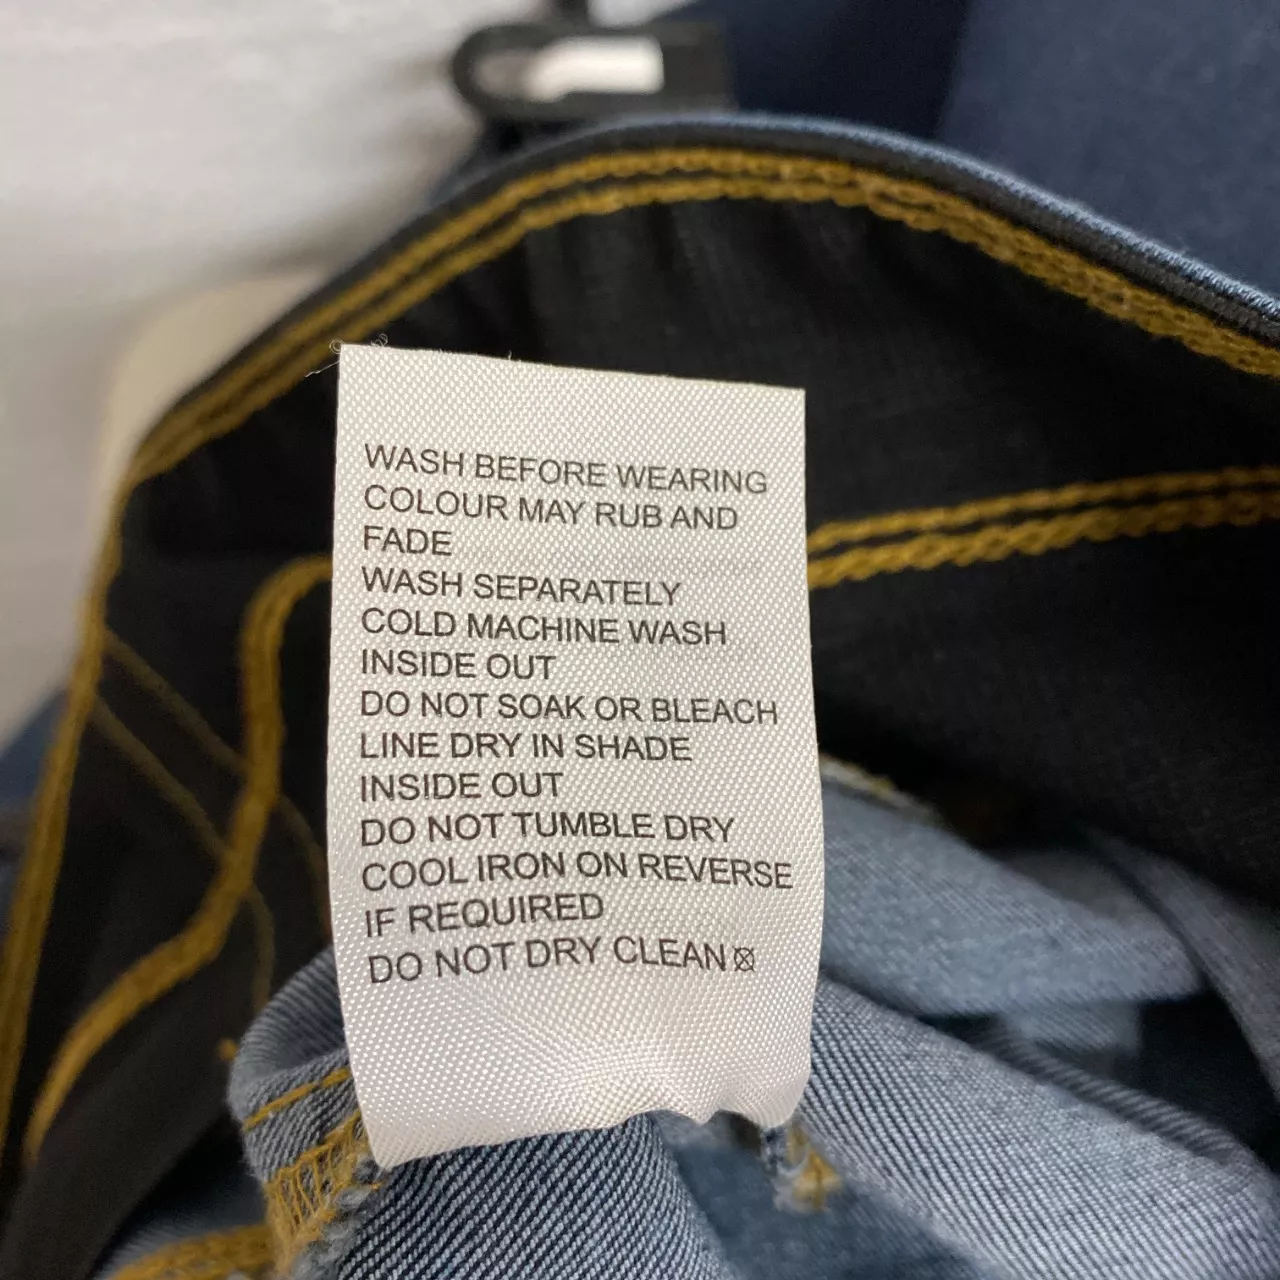 WASH BEFORE WEARING
COLOUR MAY RUB AND
FADE
WASH SEPARATELY
COLD MACHINE WASH
INSIDE OUT
DO NOT SOAK OR BLEACH
LINE DRY IN SHADE
INSIDE OUT
DO NOT TUMBLE DRY
COOL IRON ON REVERSE
IF REQUIRED
DO NOT DRY CLEAN